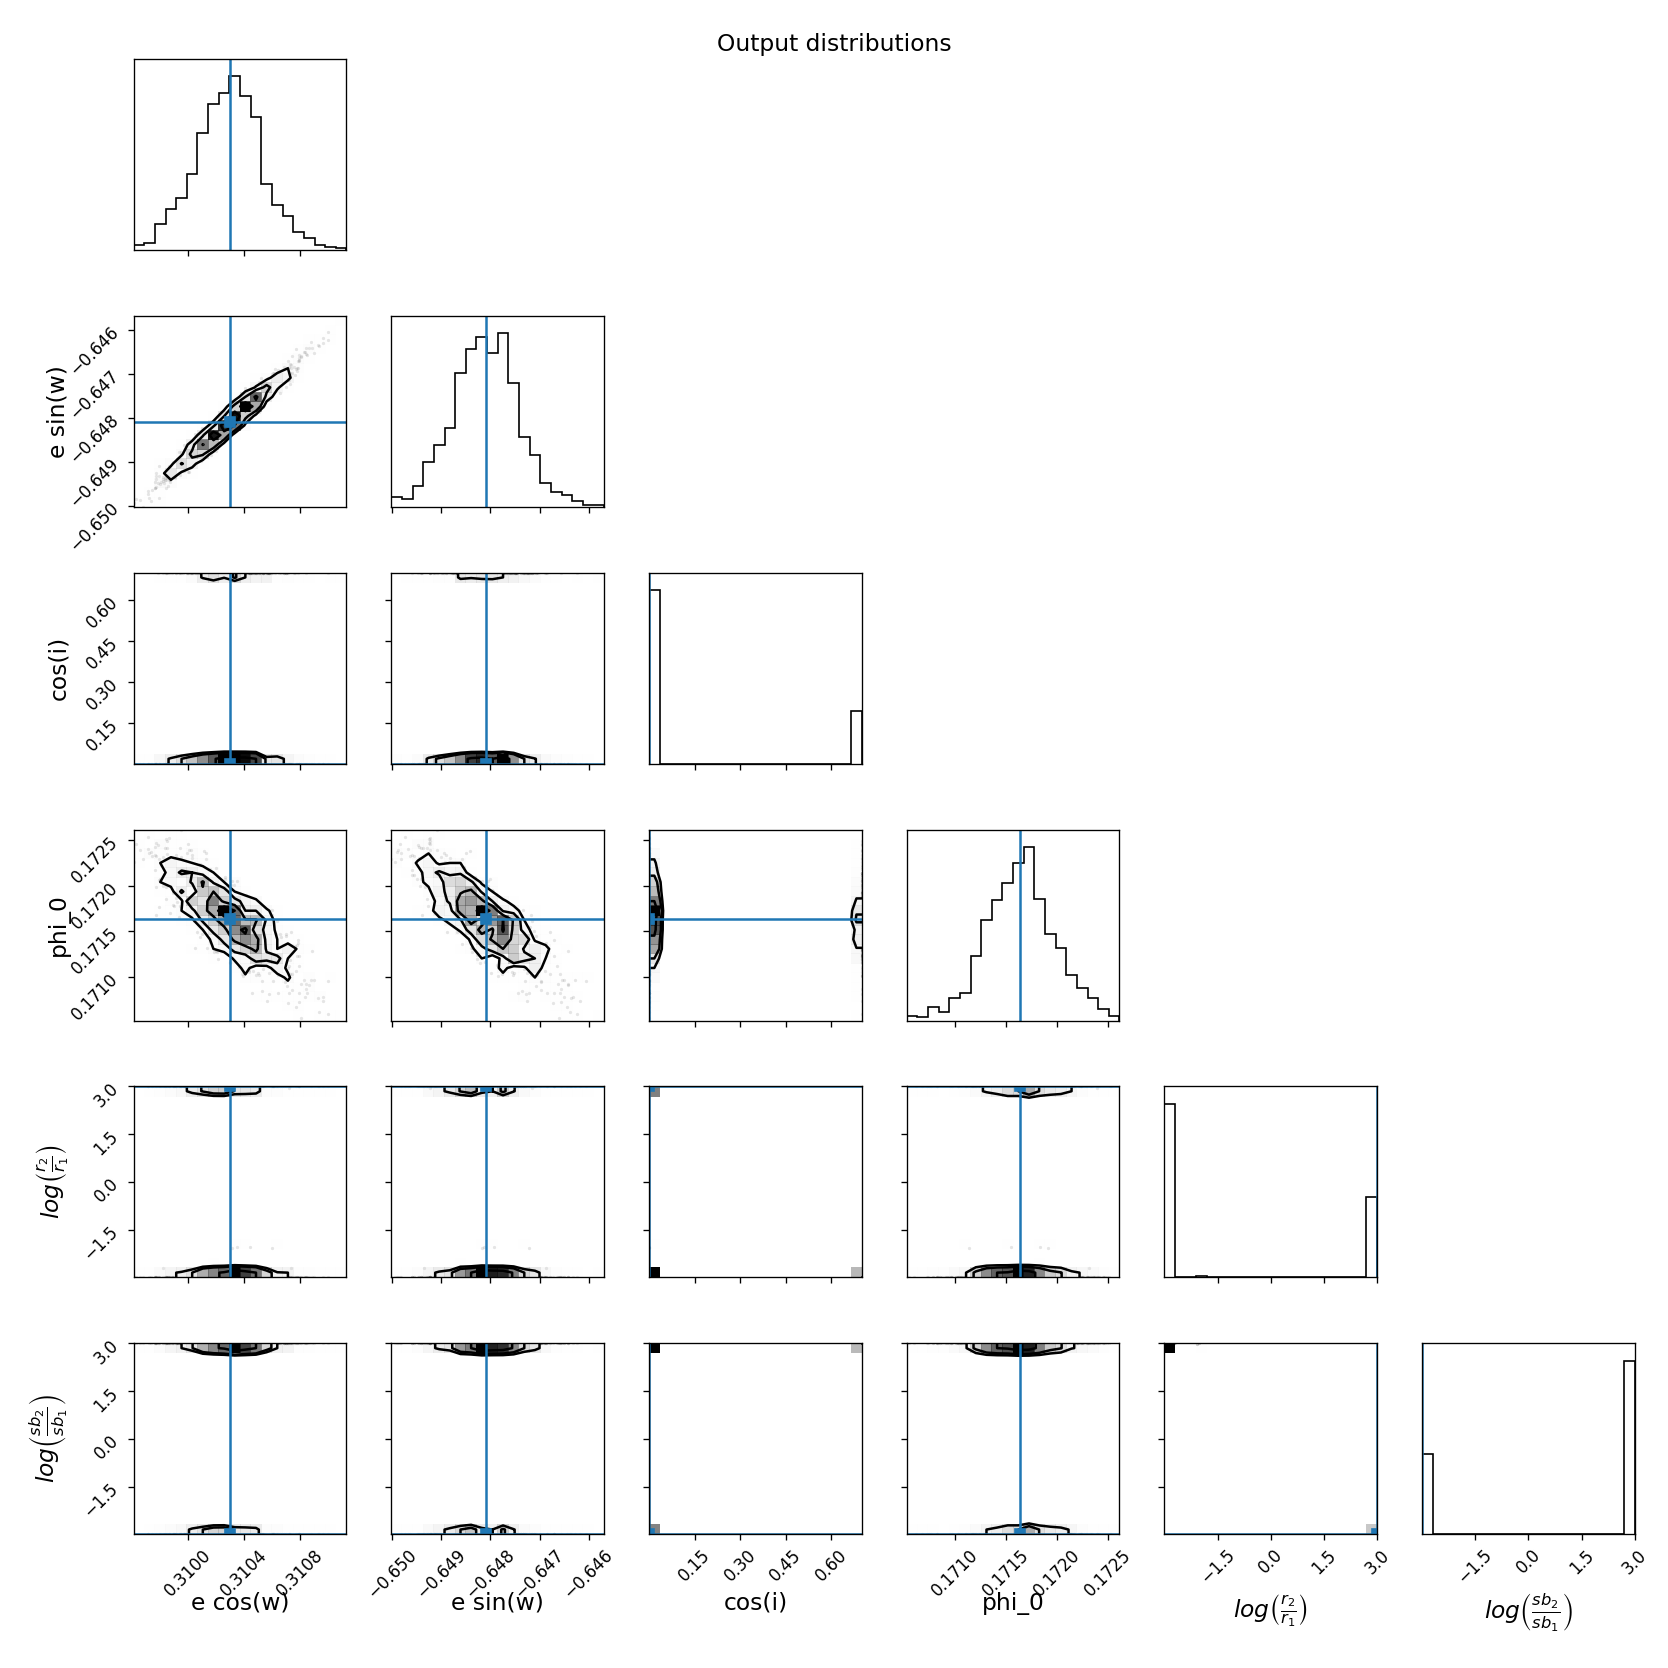 Output distributions
e sin(w)
−0.646
−0.647
−0.648
−0.649
−0.650
cos(i)
0.60
0.45
0.30
0.15
phi_0
0.1725
0.1720
0.1715
0.1710
log(r₂/r₁)
3.0
1.5
0.0
−1.5
log(sb₂/sb₁)
3.0
1.5
0.0
−1.5
0.3100 0.3104 0.3108
−0.650 −0.649 −0.648 −0.647 −0.646
0.15 0.30 0.45 0.60
0.1710 0.1715 0.1720 0.1725
−1.5 0.0 1.5 3.0
−1.5 0.0 1.5 3.0
e cos(w)
e sin(w)
cos(i)
phi_0
log(r₂/r₁)
log(sb₂/sb₁)